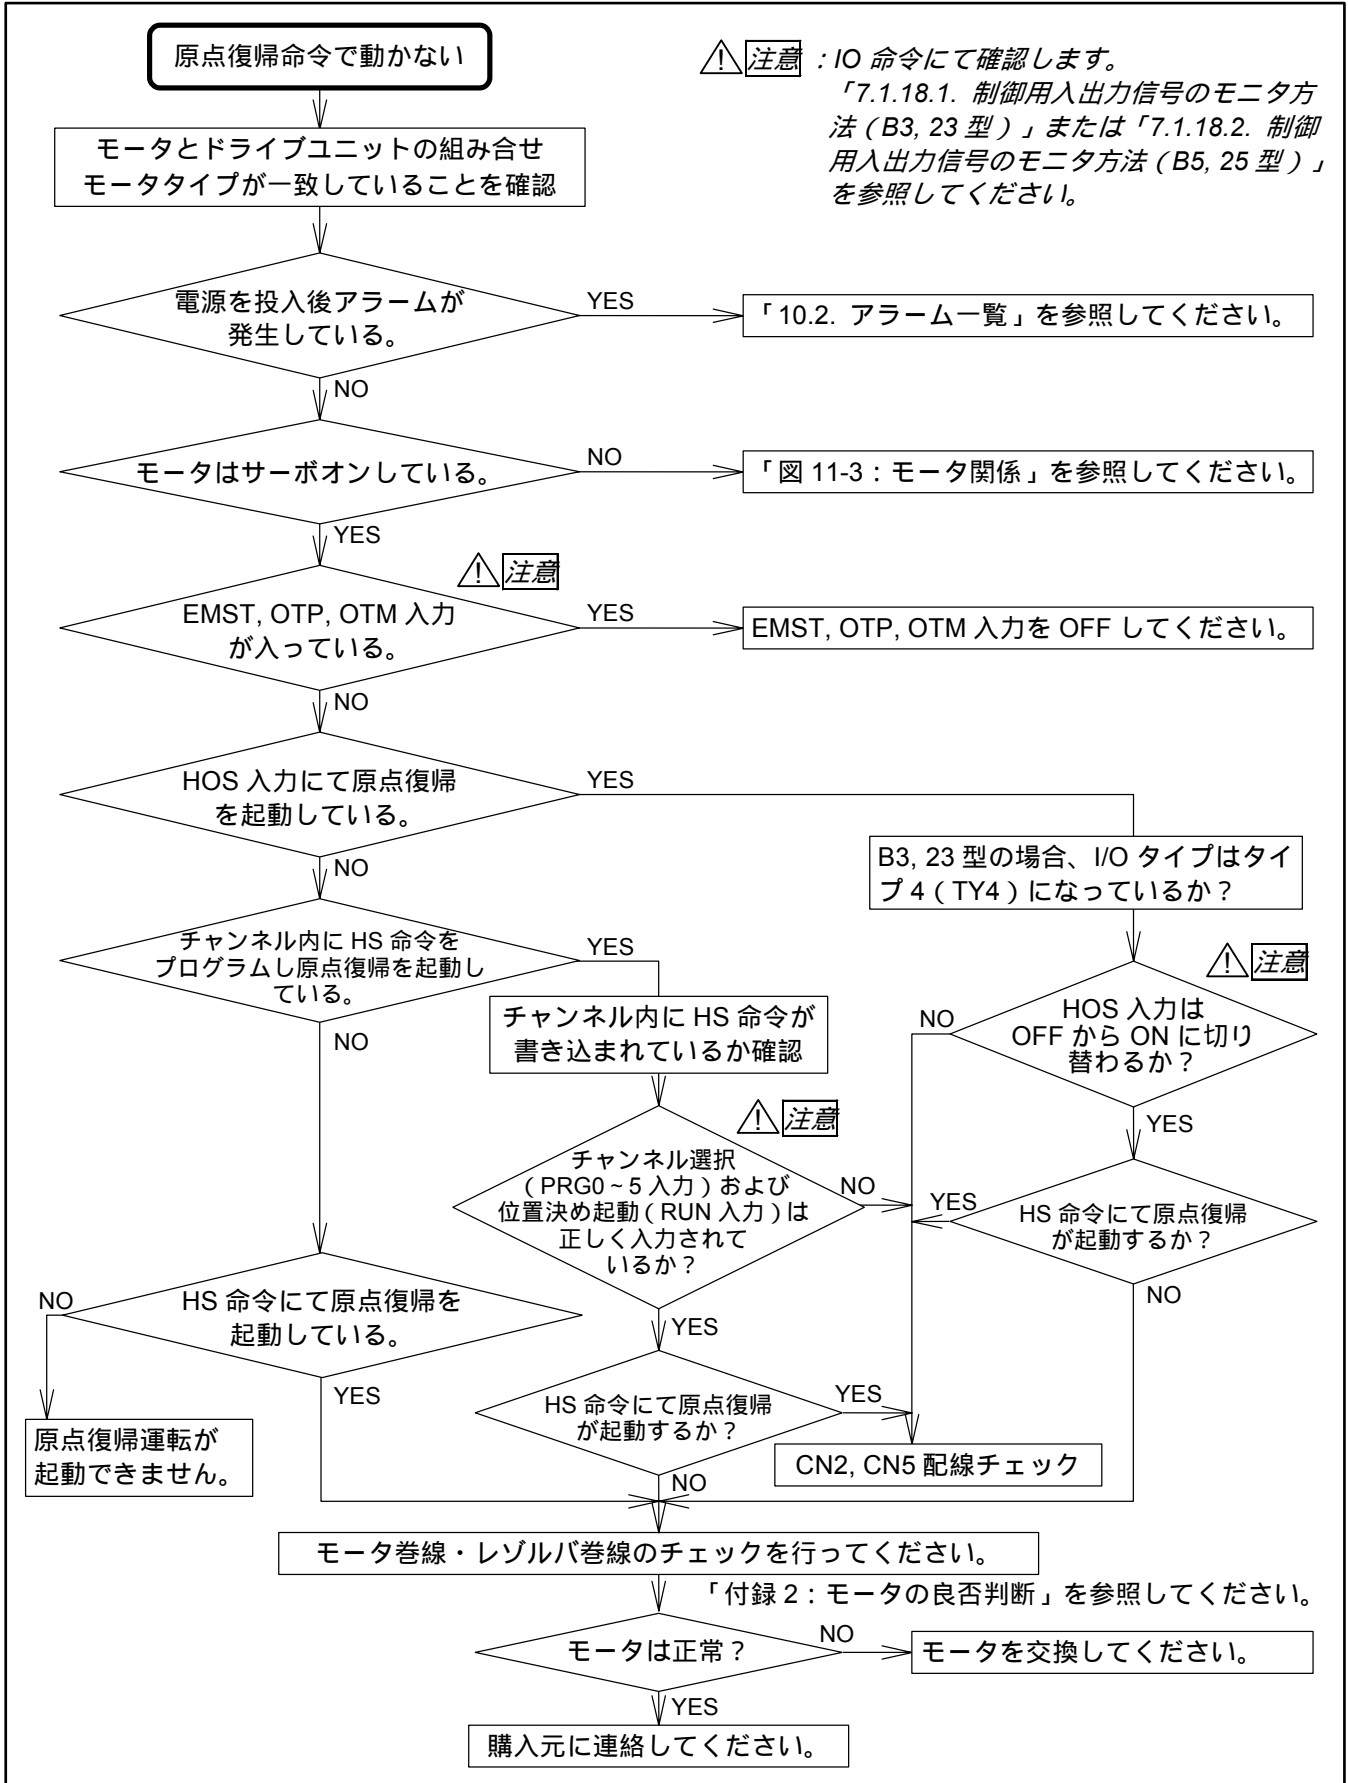 原点復帰命令で動かない
注意：IO 命令にて確認します。
「7.1.18.1. 制御用入出力信号のモニタ方
法（B3, 23 型）」または「7.1.18.2. 制御
用入出力信号のモニタ方法（B5, 25 型）」
を参照してください。
モータとドライブユニットの組み合せ
モータタイプが一致していることを確認
電源を投入後アラームが
発生している。
YES
「10.2. アラーム一覧」を参照してください。
NO
モータはサーボオンしている。
NO
「図 11-3：モータ関係」を参照してください。
YES
注意
EMST, OTP, OTM 入力
が入っている。
YES
EMST, OTP, OTM 入力を OFF してください。
NO
HOS 入力にて原点復帰
を起動している。
YES
NO
B3, 23 型の場合、I/O タイプはタイ
プ 4（TY4）になっているか？
チャンネル内に HS 命令を
プログラムし原点復帰を起動し
ている。
YES
NO
チャンネル内に HS 命令が
書き込まれているか確認
注意
HOS 入力は
OFF から ON に切り
替わるか？
NO
YES
注意
チャンネル選択
（PRG0～5 入力）および
位置決め起動（RUN 入力）は
正しく入力されて
いるか？
NO
YES
HS 命令にて原点復帰
が起動するか？
YES
NO
HS 命令にて原点復帰を
起動している。
NO
YES
原点復帰運転が
起動できません。
HS 命令にて原点復帰
が起動するか？
YES
NO
CN2, CN5 配線チェック
モータ巻線・レゾルバ巻線のチェックを行ってください。
「付録 2：モータの良否判断」を参照してください。
モータは正常？
NO
モータを交換してください。
YES
購入元に連絡してください。